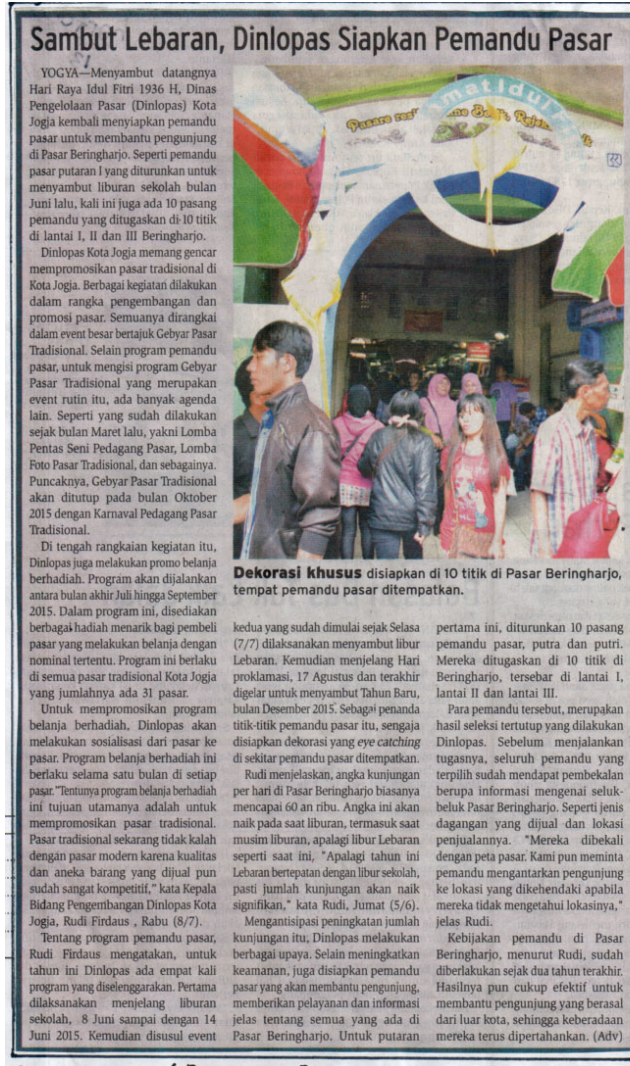 Sambut Lebaran, Dinlopas Siapkan Pemandu Pasar
YOGYA—Menyambut datangnya
Hari Raya Idul Fitri 1936 H, Dinas
Pengelolaan Pasar (Dinlopas) Kota
Jogja kembali menyiapkan pemandu
pasar untuk membantu pengunjung
di Pasar Beringharjo. Seperti pemandu
pasar putaran I yang diturunkan untuk
menyambut liburan sekolah bulan
Juni lalu, kali ini juga ada 10 pasang
pemandu yang ditugaskan di 10 titik
di lantai I, II dan III Beringharjo.
Dinlopas Kota Jogja memang gencar
mempromosikan pasar tradisional di
Kota Jogja. Berbagai kegiatan dilakukan
dalam rangka pengembangan dan
promosi pasar. Semuanya dirangkai
dalam event besar bertajuk Gebyar Pasar
Tradisional. Selain program pemandu
pasar, untuk mengisi program Gebyar
Pasar Tradisional yang merupakan
event rutin itu, ada banyak agenda
lain. Seperti yang sudah dilakukan
sejak bulan Maret lalu, yakni Lomba
Pentas Seni Pedagang Pasar, Lomba
Foto Pasar Tradisional, dan sebagainya.
Puncaknya, Gebyar Pasar Tradisional
akan ditutup pada bulan Oktober
2015 dengan Karnaval Pedagang Pasar
Tradisional.
Di tengah rangkaian kegiatan itu,
Dinlopas juga melakukan promo belanja
berhadiah. Program akan dijalankan
antara bulan akhir Juli hingga September
2015. Dalam program ini, disediakan
berbagai hadiah menarik bagi pembeli
pasar yang melakukan belanja dengan
nominal tertentu. Program ini berlaku
di semua pasar tradisional Kota Jogja
yang jumlahnya ada 31 pasar.
Untuk mempromosikan program
belanja berhadiah, Dinlopas akan
melakukan sosialisasi dari pasar ke
pasar. Program belanja berhadiah ini
berlaku selama satu bulan di setiap
pasar. "Tentunya program belanja berhadiah
ini tujuan utamanya adalah untuk
mempromosikan pasar tradisional.
Pasar tradisional sekarang tidak kalah
dengan pasar modern karena kualitas
dan aneka barang yang dijual pun
sudah sangat kompetitif," kata Kepala
Bidang Pengembangan Dinlopas Kota
Jogja, Rudi Firdaus , Rabu (8/7).
Tentang program pemandu pasar,
Rudi Firdaus mengatakan, untuk
tahun ini Dinlopas ada empat kali
program yang diselenggarakan. Pertama
dilaksanakan menjelang liburan
sekolah, 8 Juni sampai dengan 14
Juni 2015. Kemudian disusul event
mat Idul
Pasare res
Dekorasi khusus disiapkan di 10 titik di Pasar Beringharjo,
tempat pemandu pasar ditempatkan.
kedua yang sudah dimulai sejak Selasa
(7/7) dilaksanakan menyambut libur
Lebaran. Kemudian menjelang Hari
proklamasi, 17 Agustus dan terakhir
digelar untuk menyambut Tahun Baru,
bulan Desember 2015. Sebagai penanda
titik-titik pemandu pasar itu, sengaja
disiapkan dekorasi yang eye catching
di sekitar pemandu pasar ditempatkan.
Rudi menjelaskan, angka kunjungan
per hari di Pasar Beringharjo biasanya
mencapai 60 an ribu. Angka ini akan
naik pada saat liburan, termasuk saat
musim liburan, apalagi libur Lebaran
seperti saat ini, "Apalagi tahun ini
Lebaran bertepatan dengan libur sekolah,
pasti jumlah kunjungan akan naik
signifikan," kata Rudi, Jumat (5/6).
Mengantisipasi peningkatan jumlah
kunjungan itu, Dinlopas melakukan
berbagai upaya. Selain meningkatkan
keamanan, juga disiapkan pemandu
pasar yang akan membantu pengunjung,
memberikan pelayanan dan informasi
jelas tentang semua yang ada di
Pasar Beringharjo. Untuk putaran
pertama ini, diturunkan 10 pasang
pemandu pasar, putra dan putri.
Mereka ditugaskan di 10 titik di
Beringharjo, tersebar di lantai I,
lantai II dan lantai III.
Para pemandu tersebut, merupakan
hasil seleksi tertutup yang dilakukan
Dinlopas. Sebelum menjalankan
tugasnya, seluruh pemandu yang
terpilih sudah mendapat pembekalan
berupa informasi mengenai seluk-
beluk Pasar Beringharjo. Seperti jenis
dagangan yang dijual dan lokasi
penjualannya. "Mereka dibekali
dengan peta pasar. Kami pun meminta
pemandu mengantarkan pengunjung
ke lokasi yang dikehendaki apabila
mereka tidak mengetahui lokasinya,"
jelas Rudi.
Kebijakan pemandu di Pasar
Beringharjo, menurut Rudi, sudah
diberlakukan sejak dua tahun terakhir.
Hasilnya pun cukup efektif untuk
membantu pengunjung yang berasal
dari luar kota, sehingga keberadaan
mereka terus dipertahankan. (Adv)